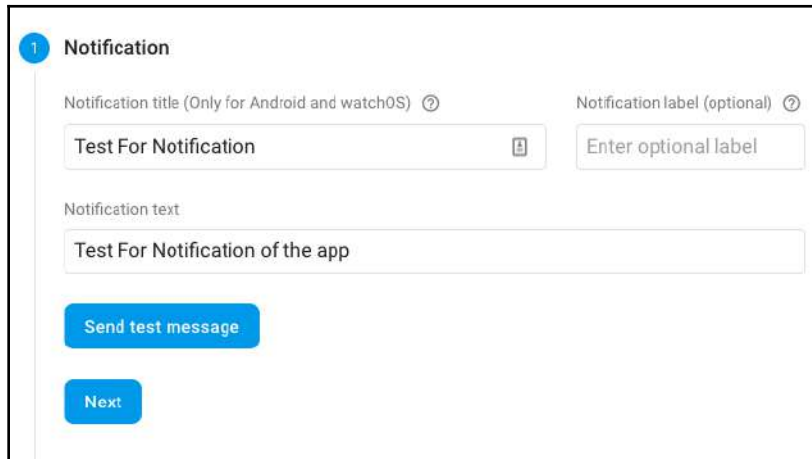 1 Notification
Notification title (Only for Android and watchOS) ? Notification label (optional) ?
Test For Notification Enter optional label
Notification text
Test For Notification of the app
Send test message
Next